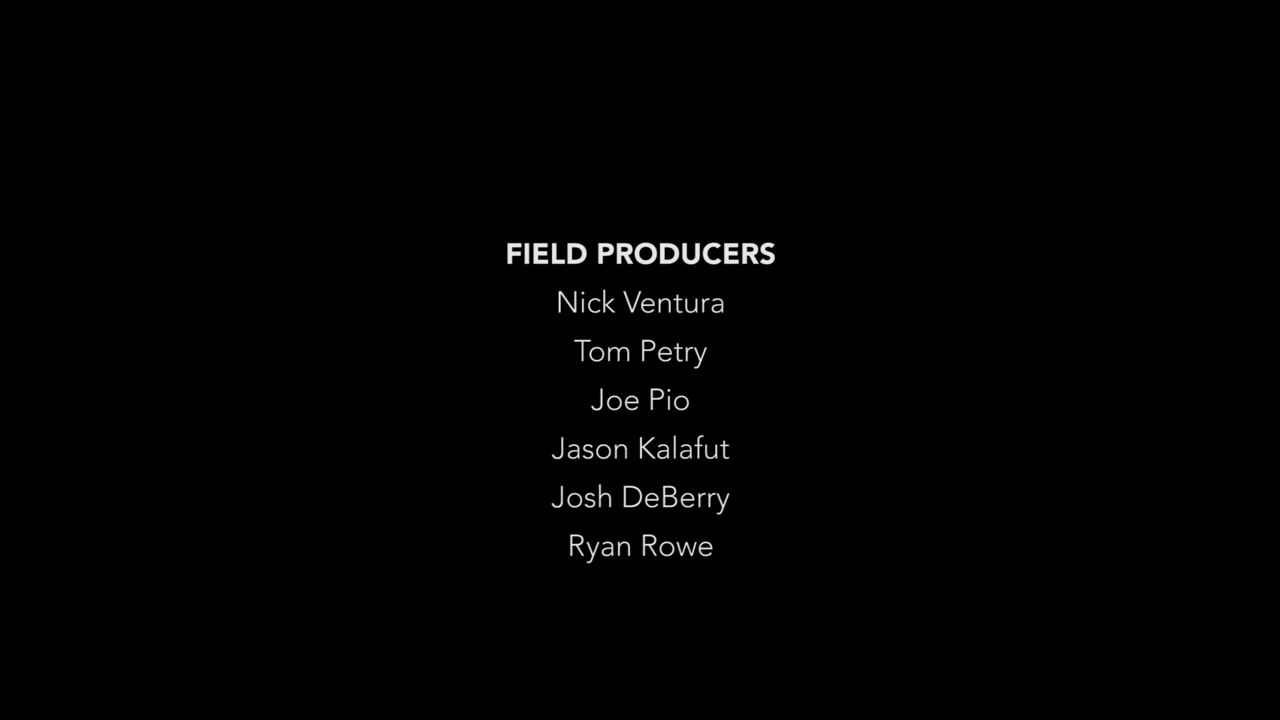 FIELD PRODUCERS
Nick Ventura
Tom Petry
Joe Pio
Jason Kalafut
Josh DeBerry
Ryan Rowe